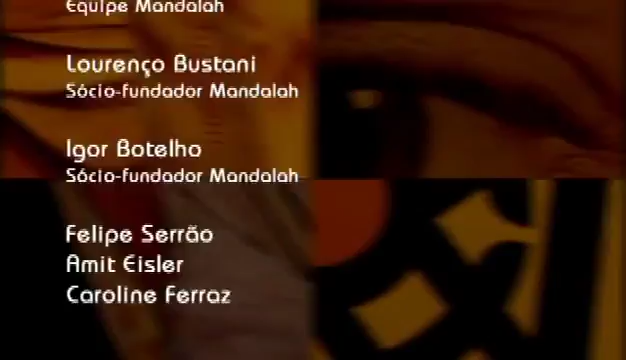 Equipe Mandalah
Lourenço Bustani
Sócio-fundador Mandalah
Igor Botelho
Sócio-fundador Mandalah
Felipe Serrão
Amit Eisler
Caroline Ferraz